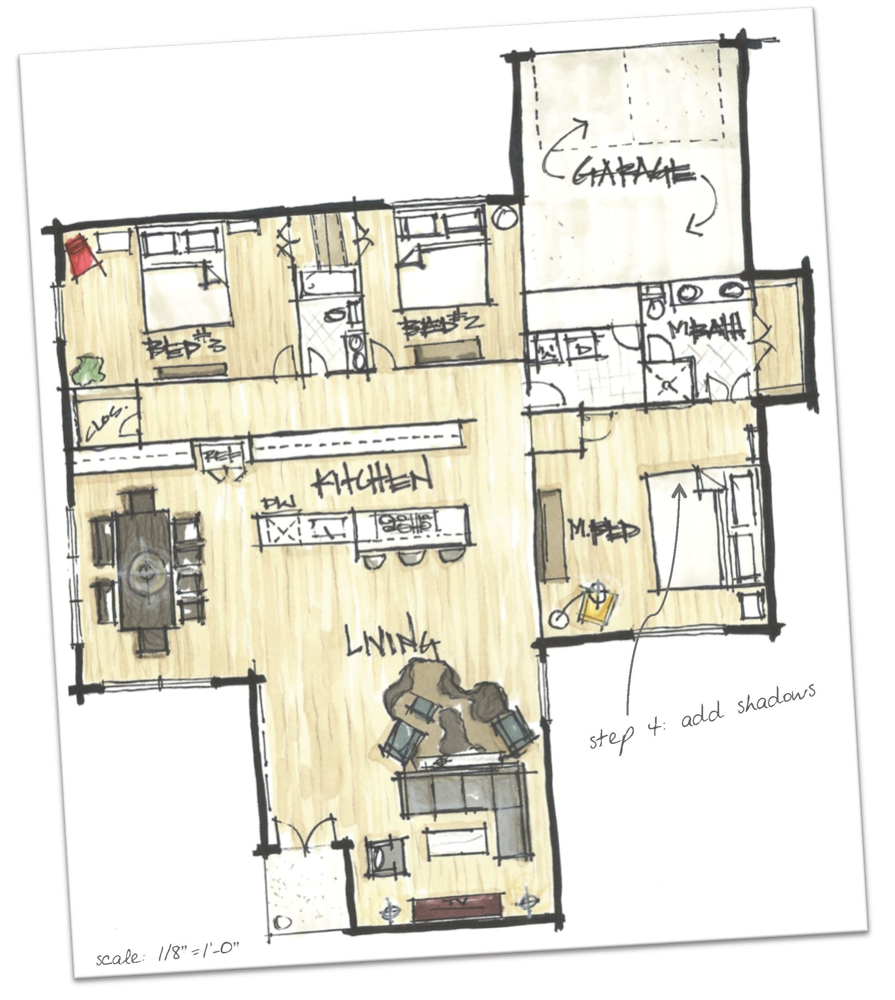 GARAGE
BED #3
BED #2
M.BATH
W
D
CLOS.
REF
KITCHEN
DW
M.BED
LIVING
step 4: add shadows
TV
scale: 1/8"=1'-0"